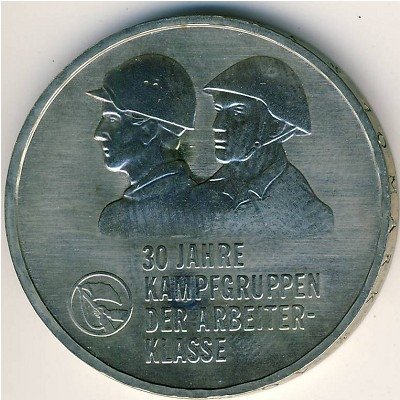 30 JAHRE
KAMPFGRUPPEN
DER ARBEITER-
KLASSE